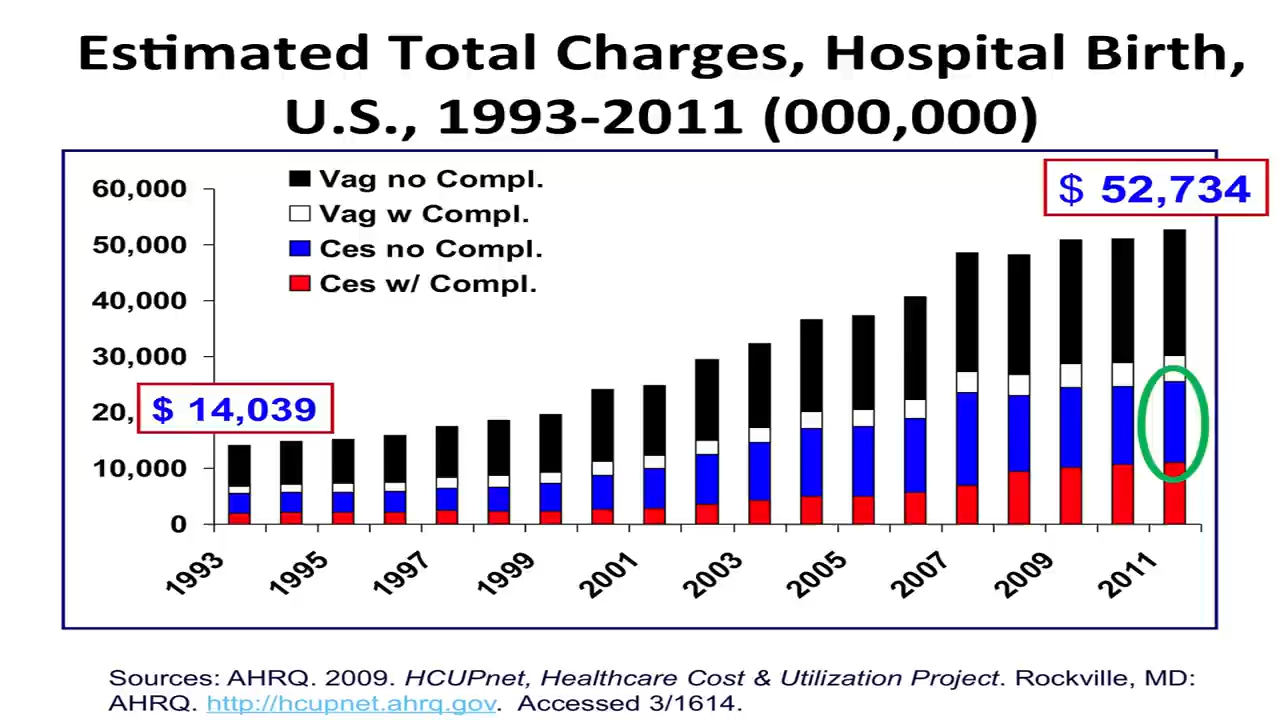 Estimated Total Charges, Hospital Birth,
U.S., 1993-2011 (000,000)
Vag no Compl.
Vag w Compl.
Ces no Compl.
Ces w/ Compl.
$ 52,734
60,000
50,000
40,000
30,000
20,
$ 14,039
10,000
0
1993
1995
1997
1999
2001
2003
2005
2007
2009
2011
Sources: AHRQ. 2009. HCUPnet, Healthcare Cost & Utilization Project. Rockville, MD:
AHRQ. http://hcupnet.ahrq.gov. Accessed 3/1614.